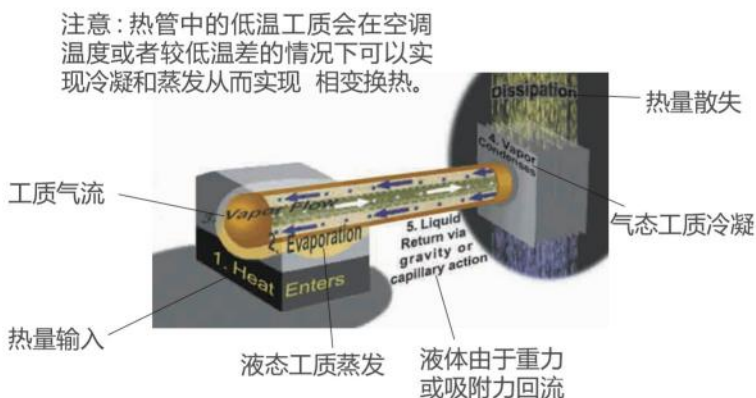 注意：热管中的低温工质会在空调
温度或者较低温差的情况下可以实
现冷凝和蒸发从而实现 相变换热。
Dissipation
热量散失
4. Vapor
Condenses
工质气流
3. Vapor Flow
气态工质冷凝
2. Evaporation
5. Liquid
Return via
gravity or
capillary action
1. Heat Enters
热量输入
液态工质蒸发
液体由于重力
或吸附力回流